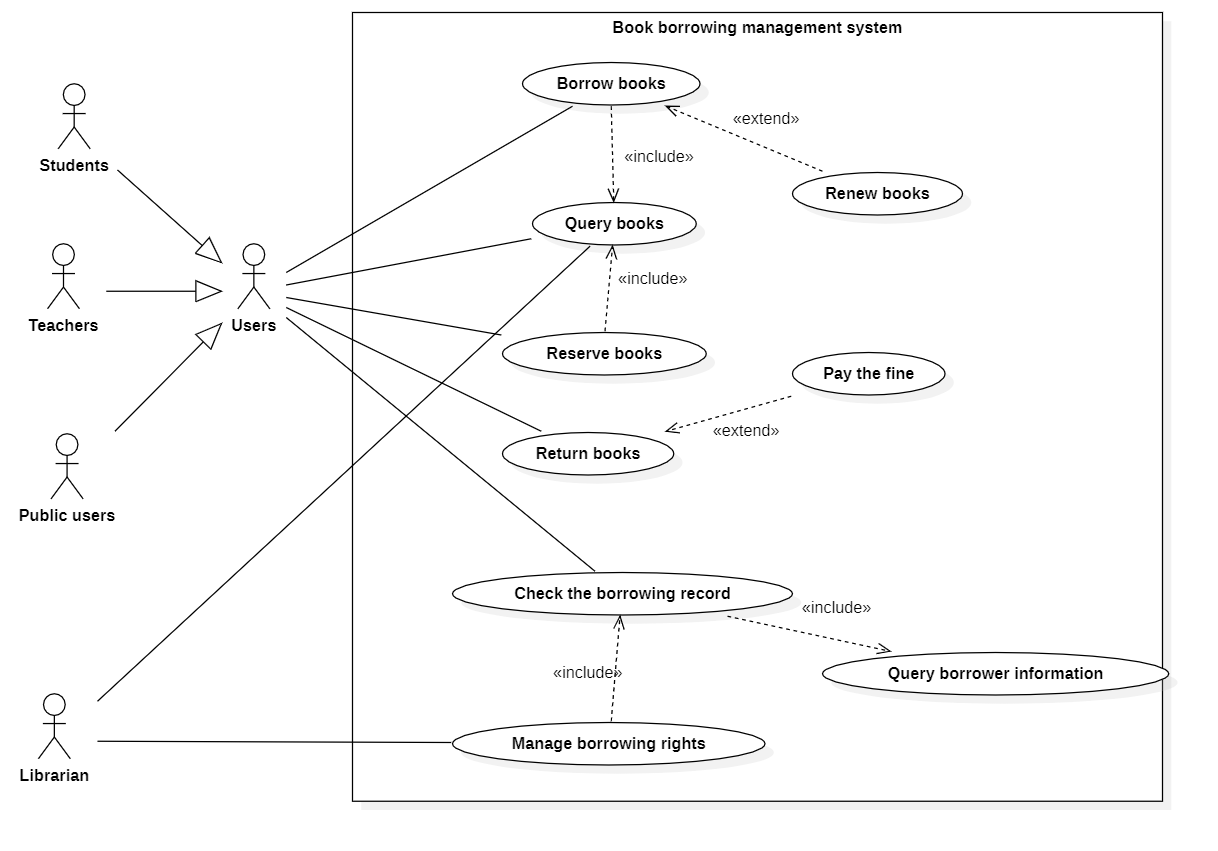 Book borrowing management system
Borrow books
«extend»
Students
«include»
Renew books
Query books
«include»
Teachers
Users
Reserve books
Pay the fine
«extend»
Return books
Public users
Check the borrowing record
«include»
«include»
Query borrower information
Manage borrowing rights
Librarian